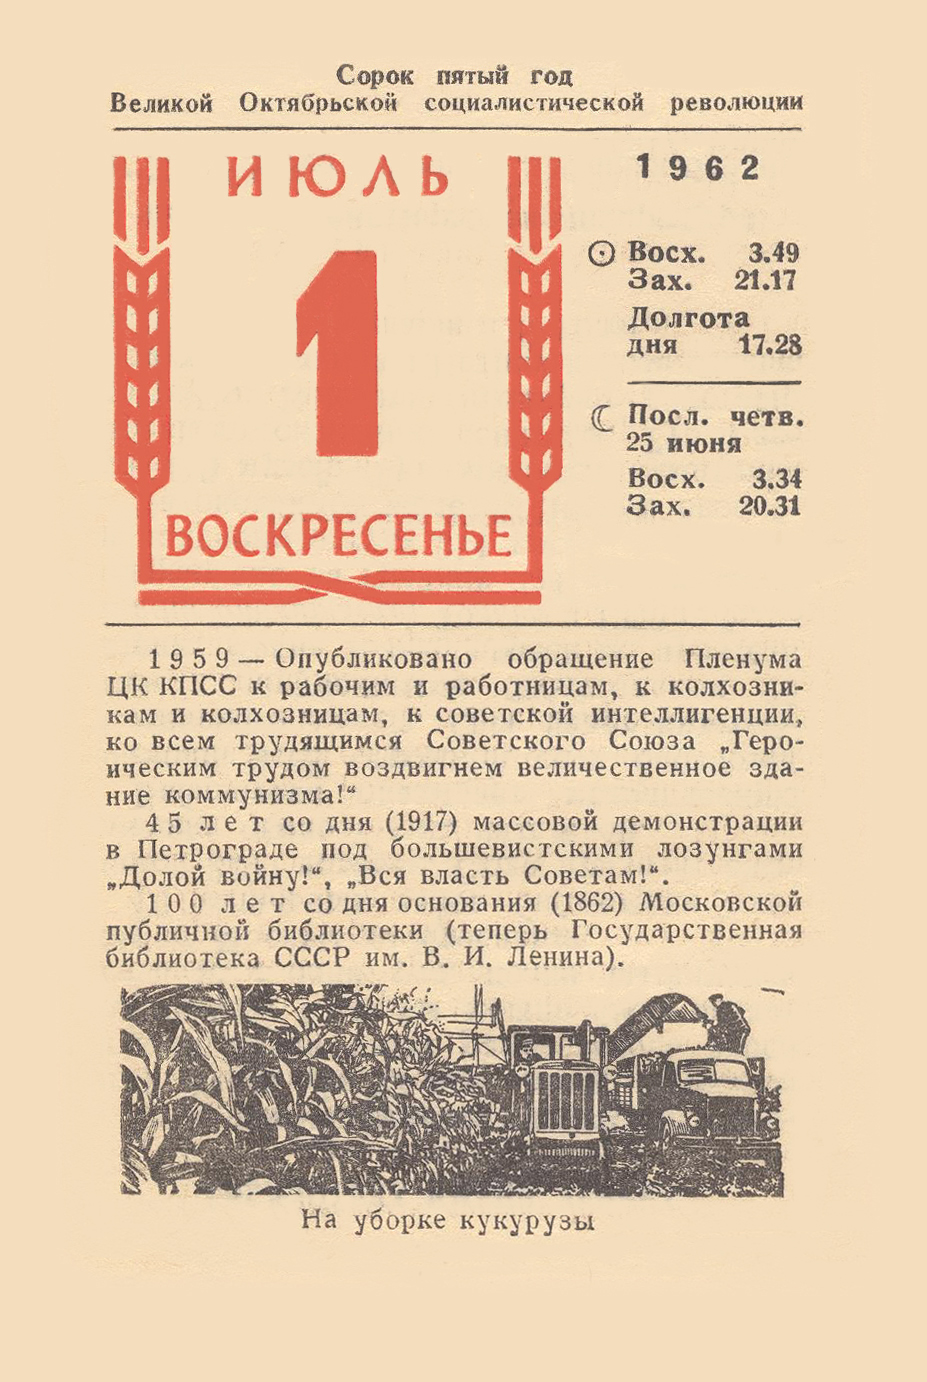 Сорок пятый год
Великой Октябрьской социалистической революции
ИЮЛЬ
1962
1
ВОСКРЕСЕНЬЕ
Восх. 3.49
Зах. 21.17
Долгота
дня 17.28
Посл. четв.
25 июня
Восх. 3.34
Зах. 20.31
1959 — Опубликовано обращение Пленума
ЦК КПСС к рабочим и работницам, к колхозни-
кам и колхозницам, к советской интеллигенции,
ко всем трудящимся Советского Союза „Геро-
ическим трудом воздвигнем величественное зда-
ние коммунизма!“
45 лет со дня (1917) массовой демонстрации
в Петрограде под большевистскими лозунгами
„Долой войну!“, „Вся власть Советам!“.
100 лет со дня основания (1862) Московской
публичной библиотеки (теперь Государственная
библиотека СССР им. В. И. Ленина).
На уборке кукурузы